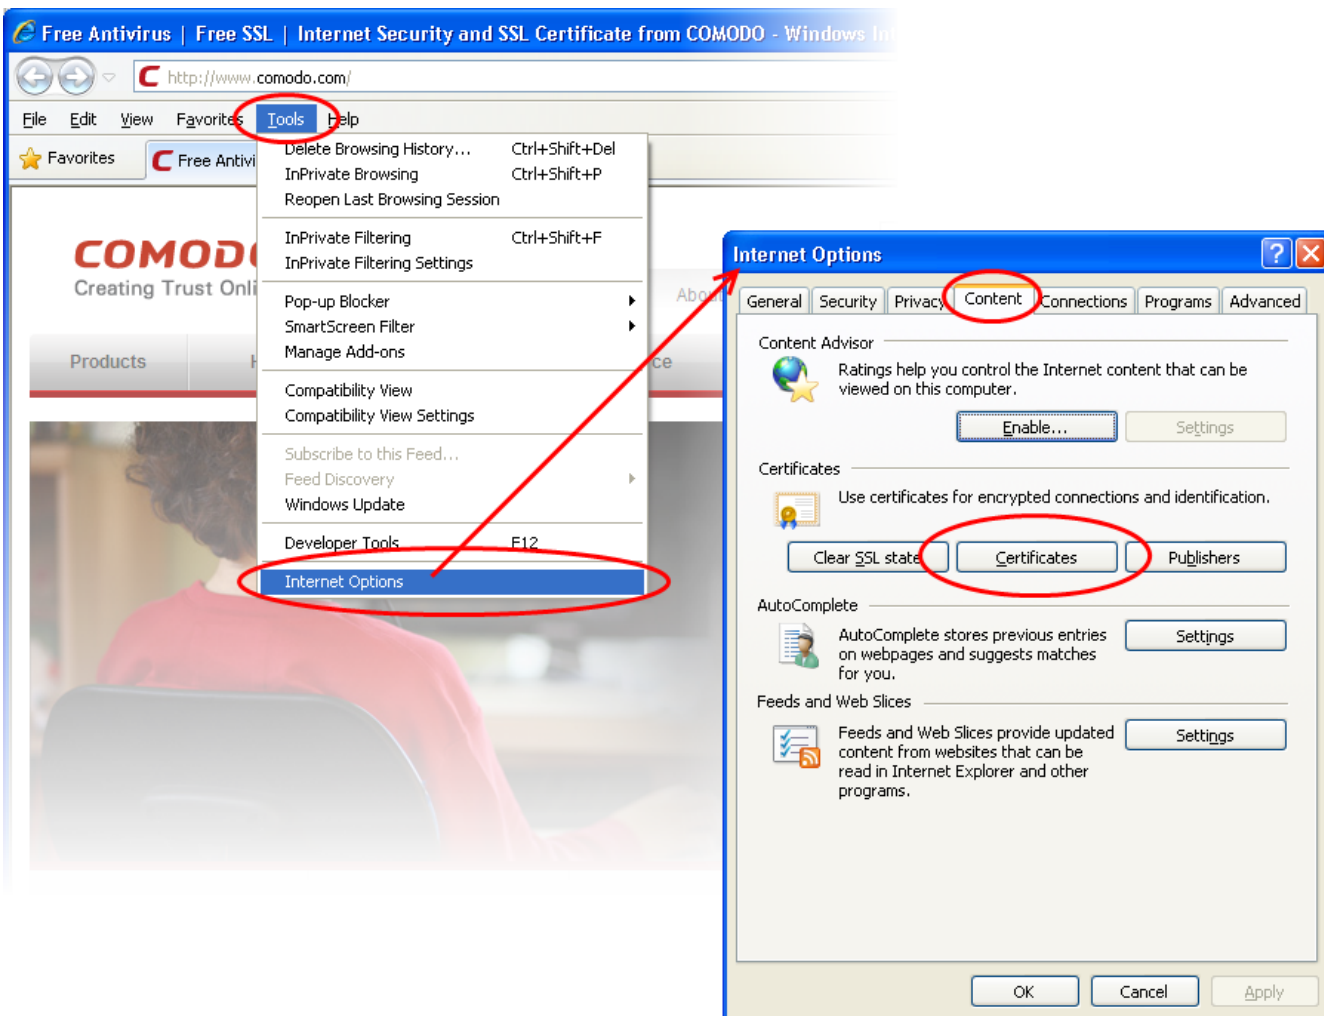 Free Antivirus | Free SSL | Internet Security and SSL Certificate from COMODO - Windows
http://www.comodo.com/
File Edit View Favorites Tools Help
Favorites
Free Antivi
Delete Browsing History... Ctrl+Shift+Del
InPrivate Browsing Ctrl+Shift+P
Reopen Last Browsing Session
InPrivate Filtering Ctrl+Shift+F
InPrivate Filtering Settings
Pop-up Blocker
SmartScreen Filter
Manage Add-ons
Compatibility View
Compatibility View Settings
Subscribe to this Feed...
Feed Discovery
Windows Update
Developer Tools F12
Internet Options
COMODO
Creating Trust Onli
Abou
Products
ce
Internet Options
General Security Privacy Content Connections Programs Advanced
Content Advisor
Ratings help you control the Internet content that can be
viewed on this computer.
Enable... Settings
Certificates
Use certificates for encrypted connections and identification.
Clear SSL state Certificates Publishers
AutoComplete
AutoComplete stores previous entries
on webpages and suggests matches
for you.
Settings
Feeds and Web Slices
Feeds and Web Slices provide updated
content from websites that can be
read in Internet Explorer and other
programs.
Settings
OK Cancel Apply